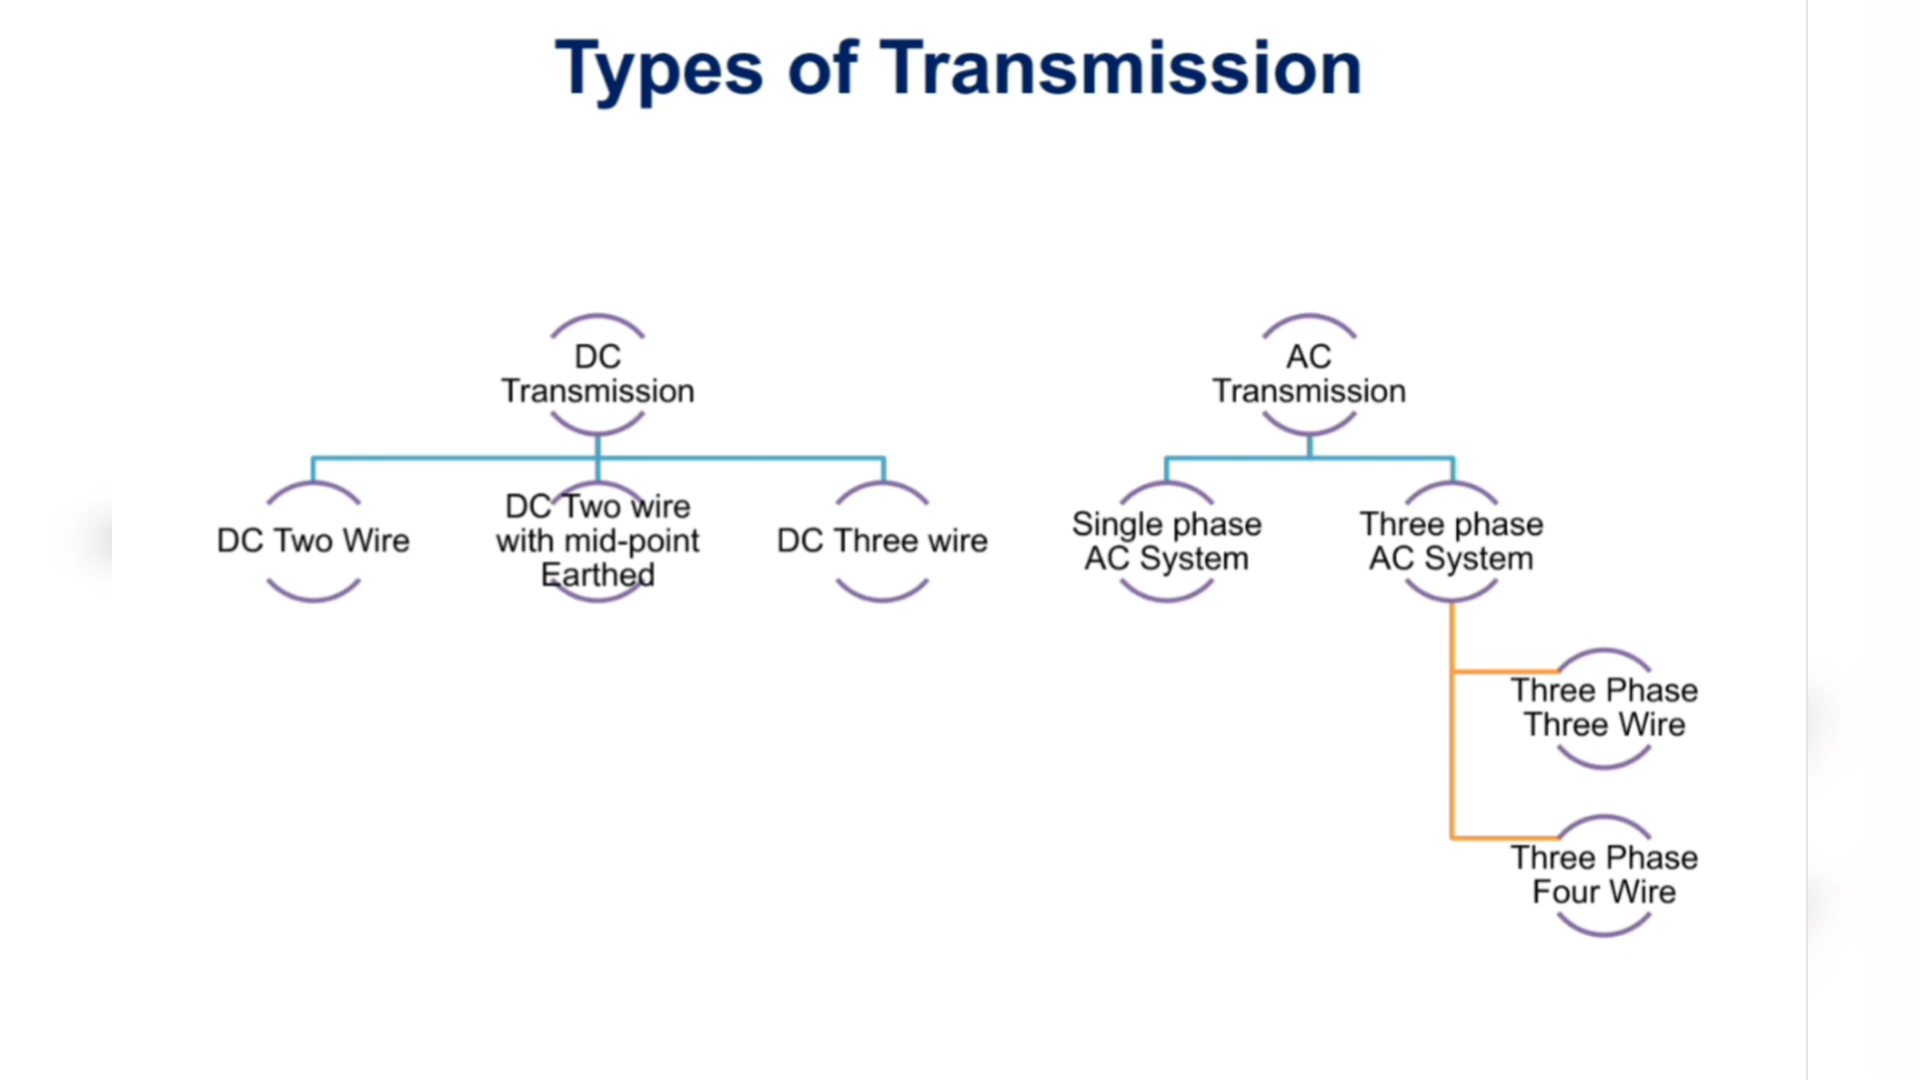 Types of Transmission
DC
Transmission
AC
Transmission
DC Two Wire
DC Two wire
with mid-point
Earthed
DC Three wire
Single phase
AC System
Three phase
AC System
Three Phase
Three Wire
Three Phase
Four Wire